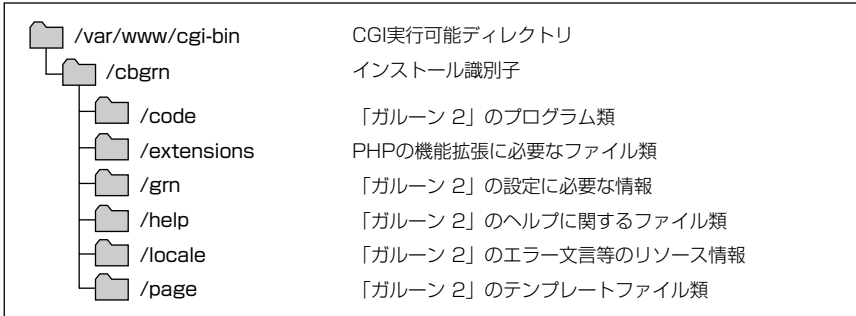 /var/www/cgi-bin CGI実行可能ディレクトリ
/cbgrn インストール識別子
/code 「ガルーン 2」のプログラム類
/extensions PHPの機能拡張に必要なファイル類
/grn 「ガルーン 2」の設定に必要な情報
/help 「ガルーン 2」のヘルプに関するファイル類
/locale 「ガルーン 2」のエラー文言等のリソース情報
/page 「ガルーン 2」のテンプレートファイル類